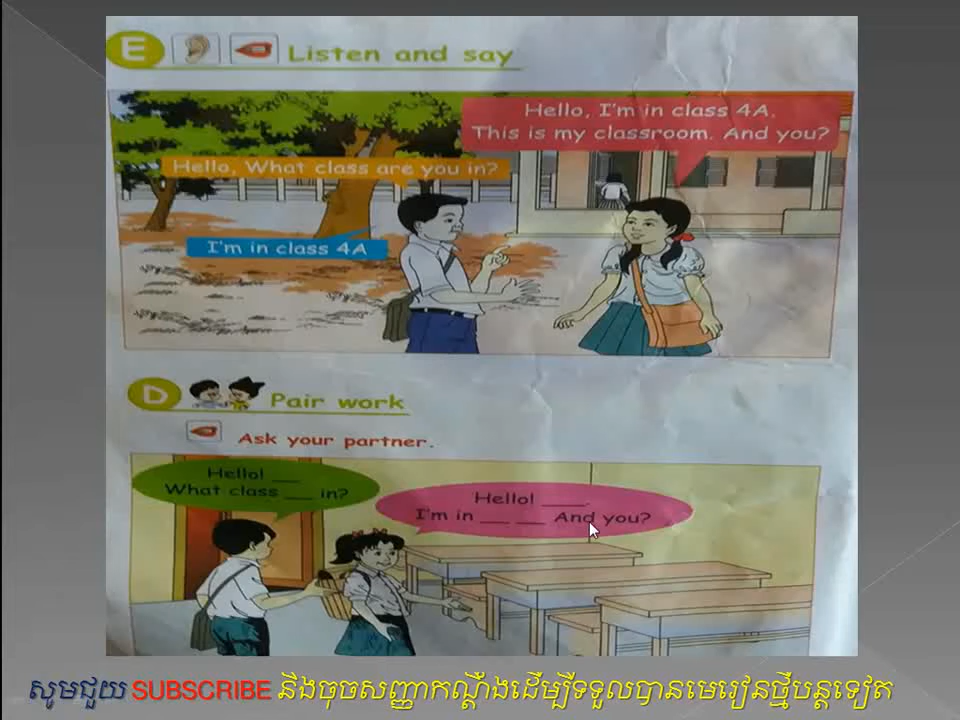 E Listen and say
Hello, I'm in class 4A.
This is my classroom. And you?
Hello, What class are you in?
I'm in class 4A
D Pair work
Ask your partner.
Hello! ___
What class ___ in?
Hello! ____.
I'm in ___ ___ And you?
សូមជួយ SUBSCRIBE និងចុចសញ្ញាកណ្តឹងដើម្បីទទួលបានមេរៀនថ្មីបន្តទៀត